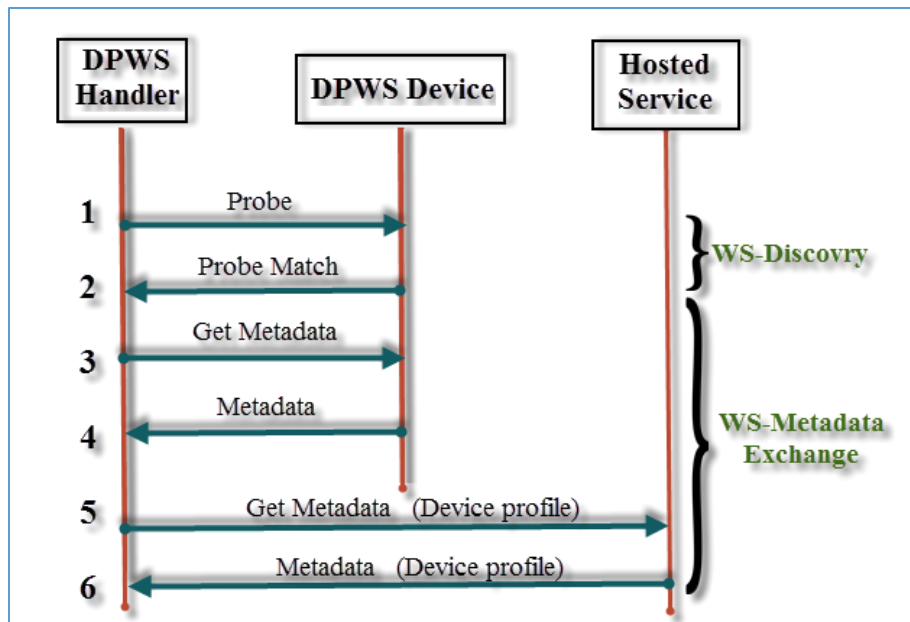 DPWS
Handler
DPWS Device
Hosted
Service
1
Probe
WS-Discovry
2
Probe Match
3
Get Metadata
4
Metadata
WS-Metadata
Exchange
5
Get Metadata (Device profile)
6
Metadata (Device profile)